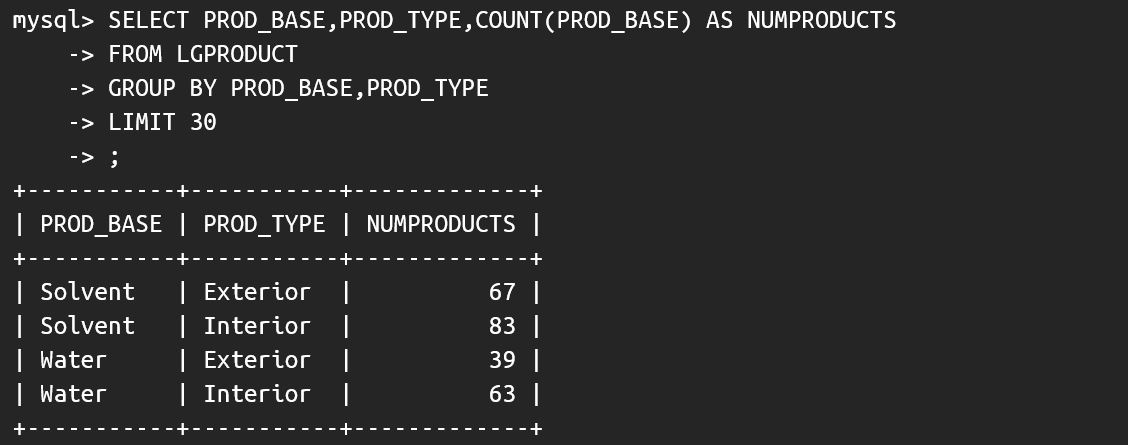 mysql> SELECT PROD_BASE,PROD_TYPE,COUNT(PROD_BASE) AS NUMPRODUCTS
    -> FROM LGPRODUCT
    -> GROUP BY PROD_BASE,PROD_TYPE
    -> LIMIT 30
    -> ;
+-----------+-----------+-------------+
| PROD_BASE | PROD_TYPE | NUMPRODUCTS |
+-----------+-----------+-------------+
| Solvent   | Exterior  |          67 |
| Solvent   | Interior  |          83 |
| Water     | Exterior  |          39 |
| Water     | Interior  |          63 |
+-----------+-----------+-------------+